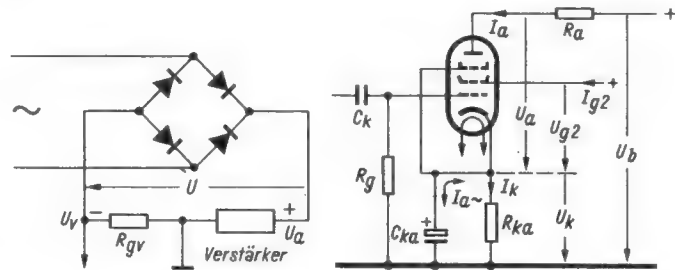 ~
U
Uv
−
+
Ua
Rgv
Verstärker
Ia
Ra
+
Ck
Ig2
+
Ua
Ug2
Ub
Rg
Ik
Ia~
+
Cka
Rka
Uk